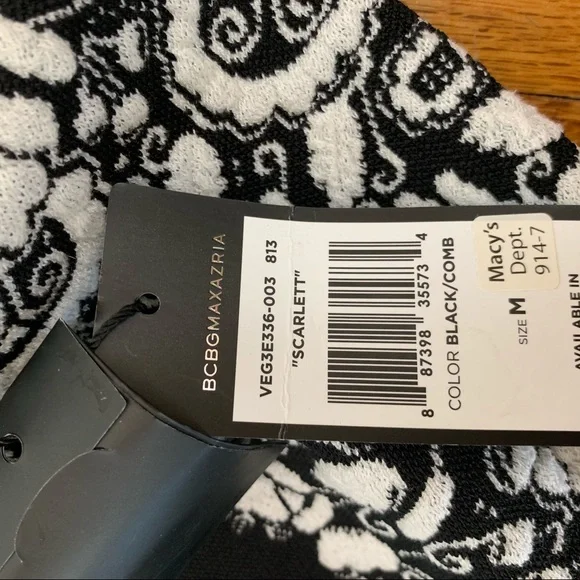 BCBGMAXAZRIA
VEG3E336-003 813
"SCARLETT"
8 87398 35573 4
COLOR BLACK/COMB
SIZE M
Macy's
Dept.
914-7
AVAILABLE IN